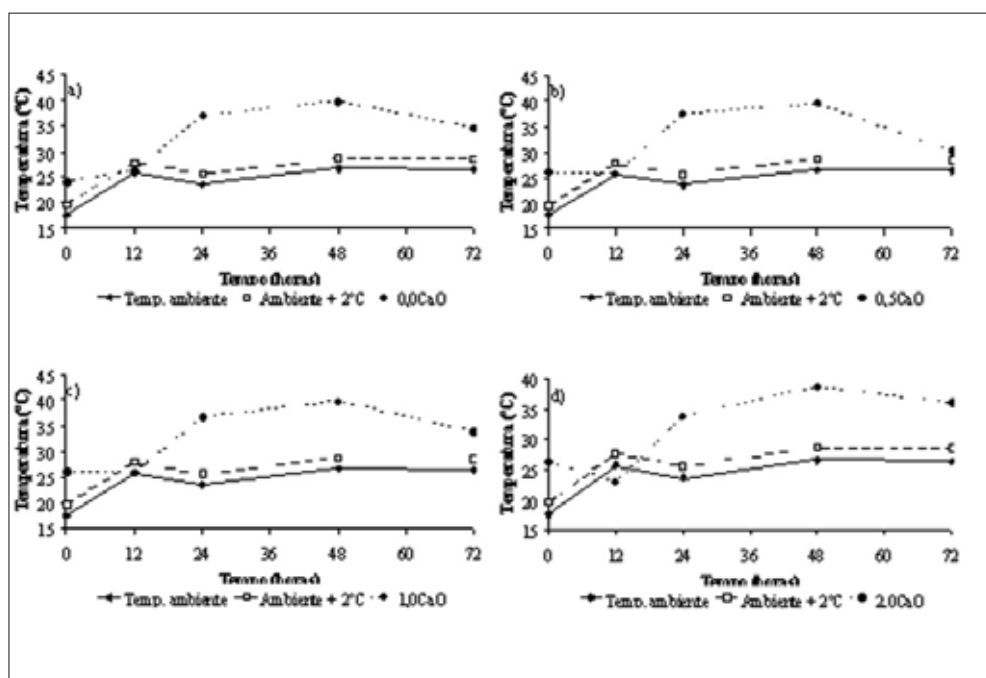 a)
Temperatura (°C)
45
40
35
30
25
20
15
0 12 24 36 48 60 72
Tempo (horas)
Temp. ambiente Ambiente + 2°C 0,0CaO
b)
Temperatura (°C)
45
40
35
30
25
20
15
0 12 24 36 48 60 72
Tempo (horas)
Temp. ambiente Ambiente + 2°C 0,5CaO
c)
Temperatura (°C)
45
40
35
30
25
20
15
0 12 24 36 48 60 72
Tempo (horas)
Temp. ambiente Ambiente + 2°C 1,0CaO
d)
Temperatura (°C)
40
35
30
25
20
15
0 12 24 36 48 60 72
Tempo (horas)
Temp. ambiente Ambiente + 2°C 2,0CaO